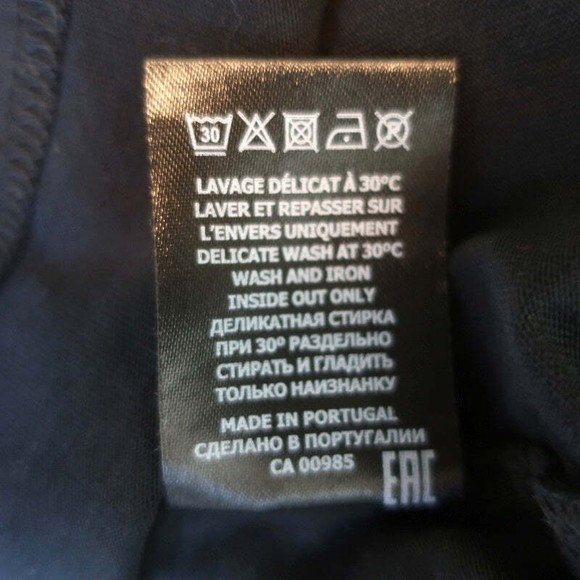 30
LAVAGE DÉLICAT À 30°C
LAVER ET REPASSER SUR
L'ENVERS UNIQUEMENT
DELICATE WASH AT 30°C
WASH AND IRON
INSIDE OUT ONLY
ДЕЛИКАТНАЯ СТИРКА
ПРИ 30° РАЗДЕЛЬНО
СТИРАТЬ И ГЛАДИТЬ
ТОЛЬКО НАИЗНАНКУ
MADE IN PORTUGAL
СДЕЛАНО В ПОРТУГАЛИИ
CA 00985
EAC